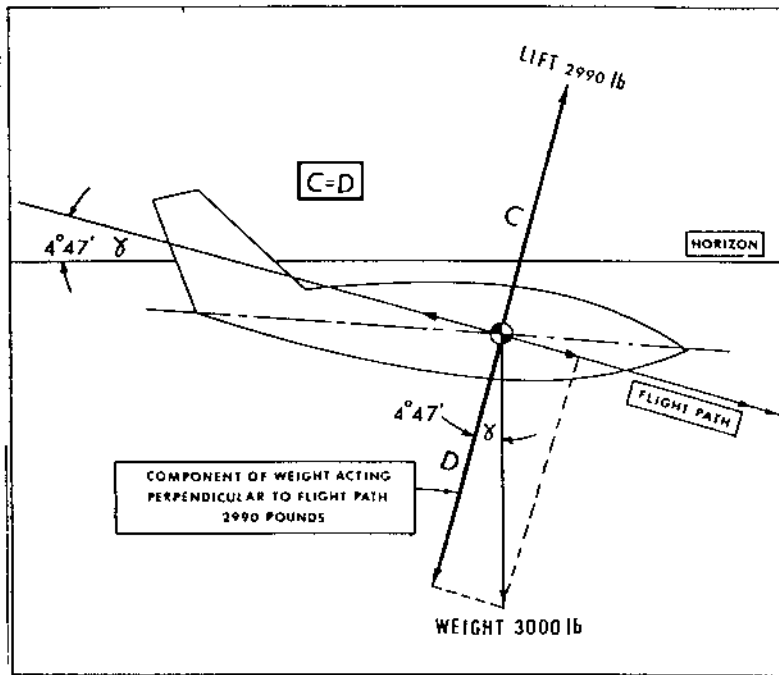 LIFT 2990 lb
C=D
C
4°47' γ
HORIZON
FLIGHT PATH
4°47'
γ
D
COMPONENT OF WEIGHT ACTING
PERPENDICULAR TO FLIGHT PATH
2990 POUNDS
WEIGHT 3000 lb